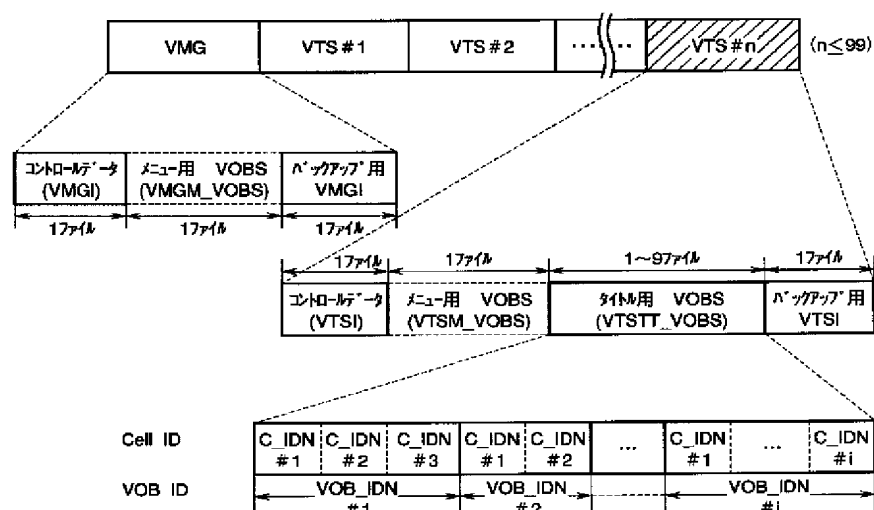 VMG VTS#1 VTS#2 ‥‥‥ VTS#n (n≦99)
コントロールデータ メニュー用 VOBS バックアップ用
(VMGI) (VMGM_VOBS) VMGI
1ファイル 1ファイル 1ファイル
1ファイル 1ファイル 1～97ファイル 1ファイル
コントロールデータ メニュー用 VOBS タイトル用 VOBS バックアップ用
(VTSI) (VTSM_VOBS) (VTSTT_VOBS) VTSI
Cell ID C_IDN C_IDN C_IDN C_IDN C_IDN … C_IDN … C_IDN
#1 #2 #3 #1 #2 #1 #i
VOB ID VOB_IDN VOB_IDN VOB_IDN
#1 #2 #i